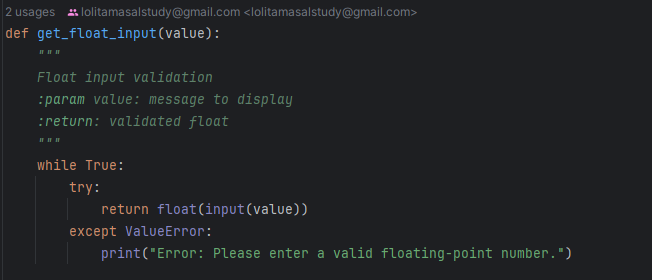 2 usages lolitamasalstudy@gmail.com <lolitamasalstudy@gmail.com>
def get_float_input(value):
    """
    Float input validation
    :param value: message to display
    :return: validated float
    """
    while True:
        try:
            return float(input(value))
        except ValueError:
            print("Error: Please enter a valid floating-point number.")